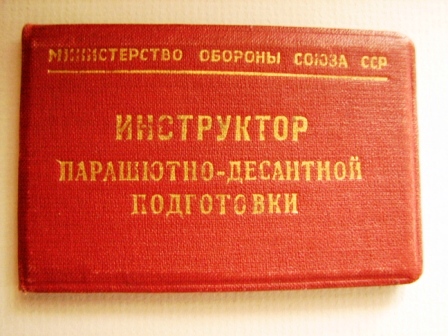 МИНИСТЕРСТВО ОБОРОНЫ СОЮЗА ССР
ИНСТРУКТОР
ПАРАШЮТНО-ДЕСАНТНОЙ
ПОДГОТОВКИ